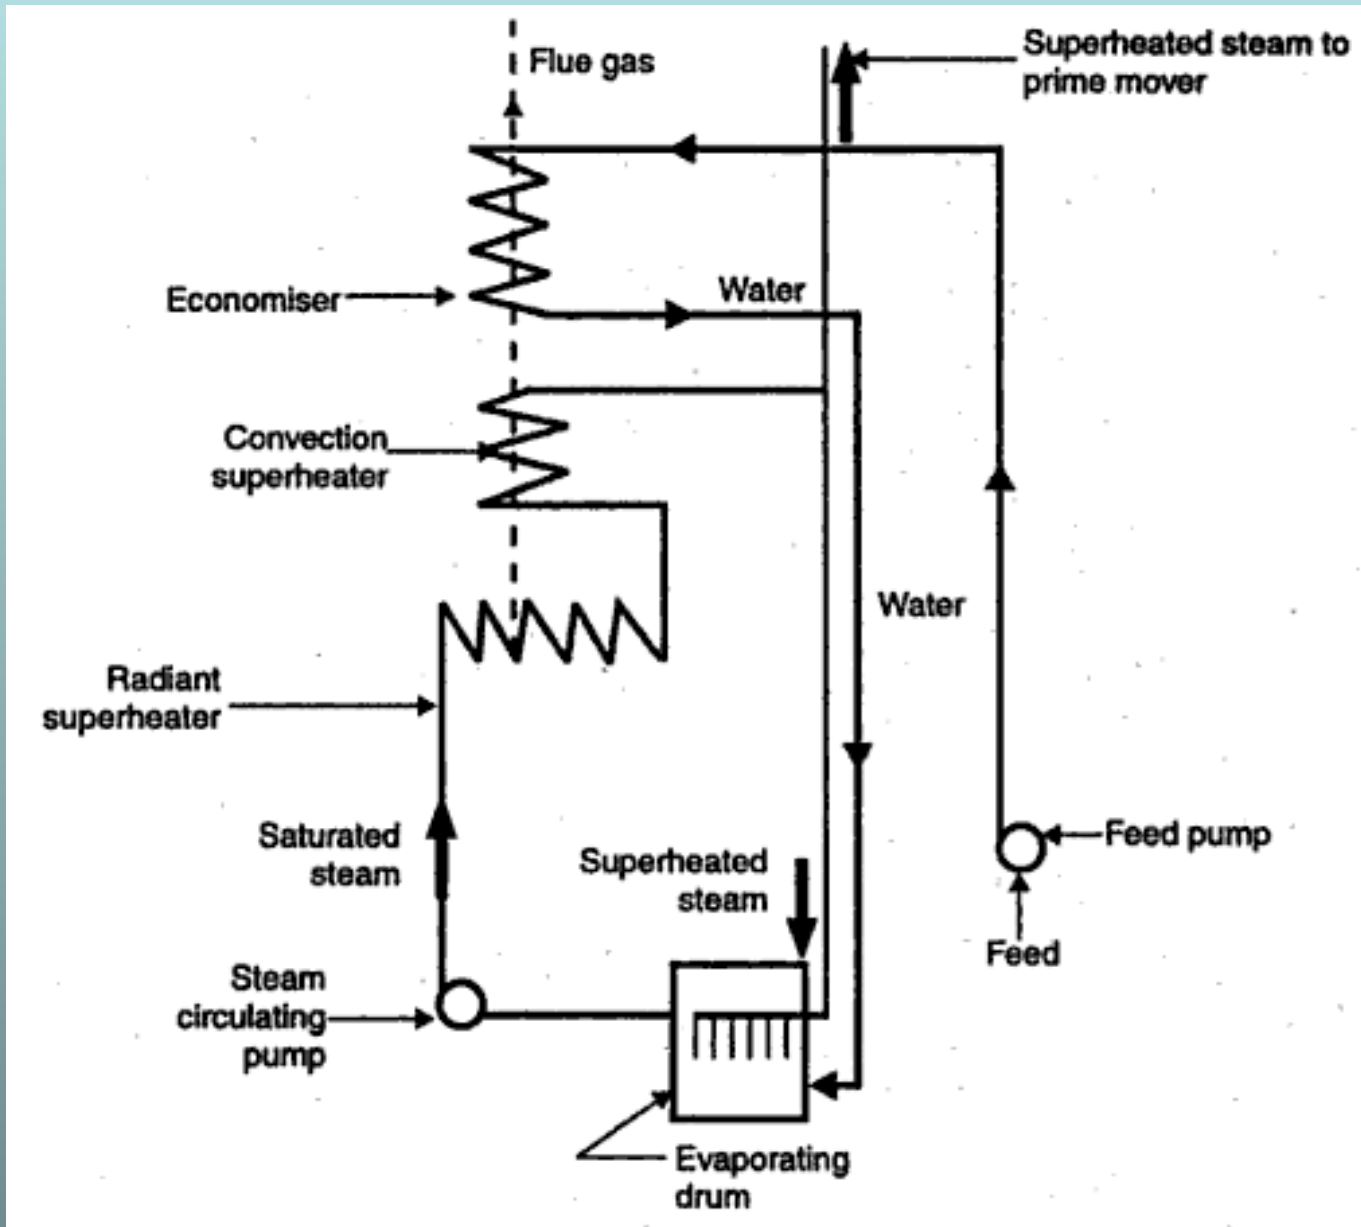 Flue gas
Superheated steam to
prime mover
Economiser
Water
Convection
superheater
Water
Radiant
superheater
Saturated
steam
Superheated
steam
Feed pump
Feed
Steam
circulating
pump
Evaporating
drum